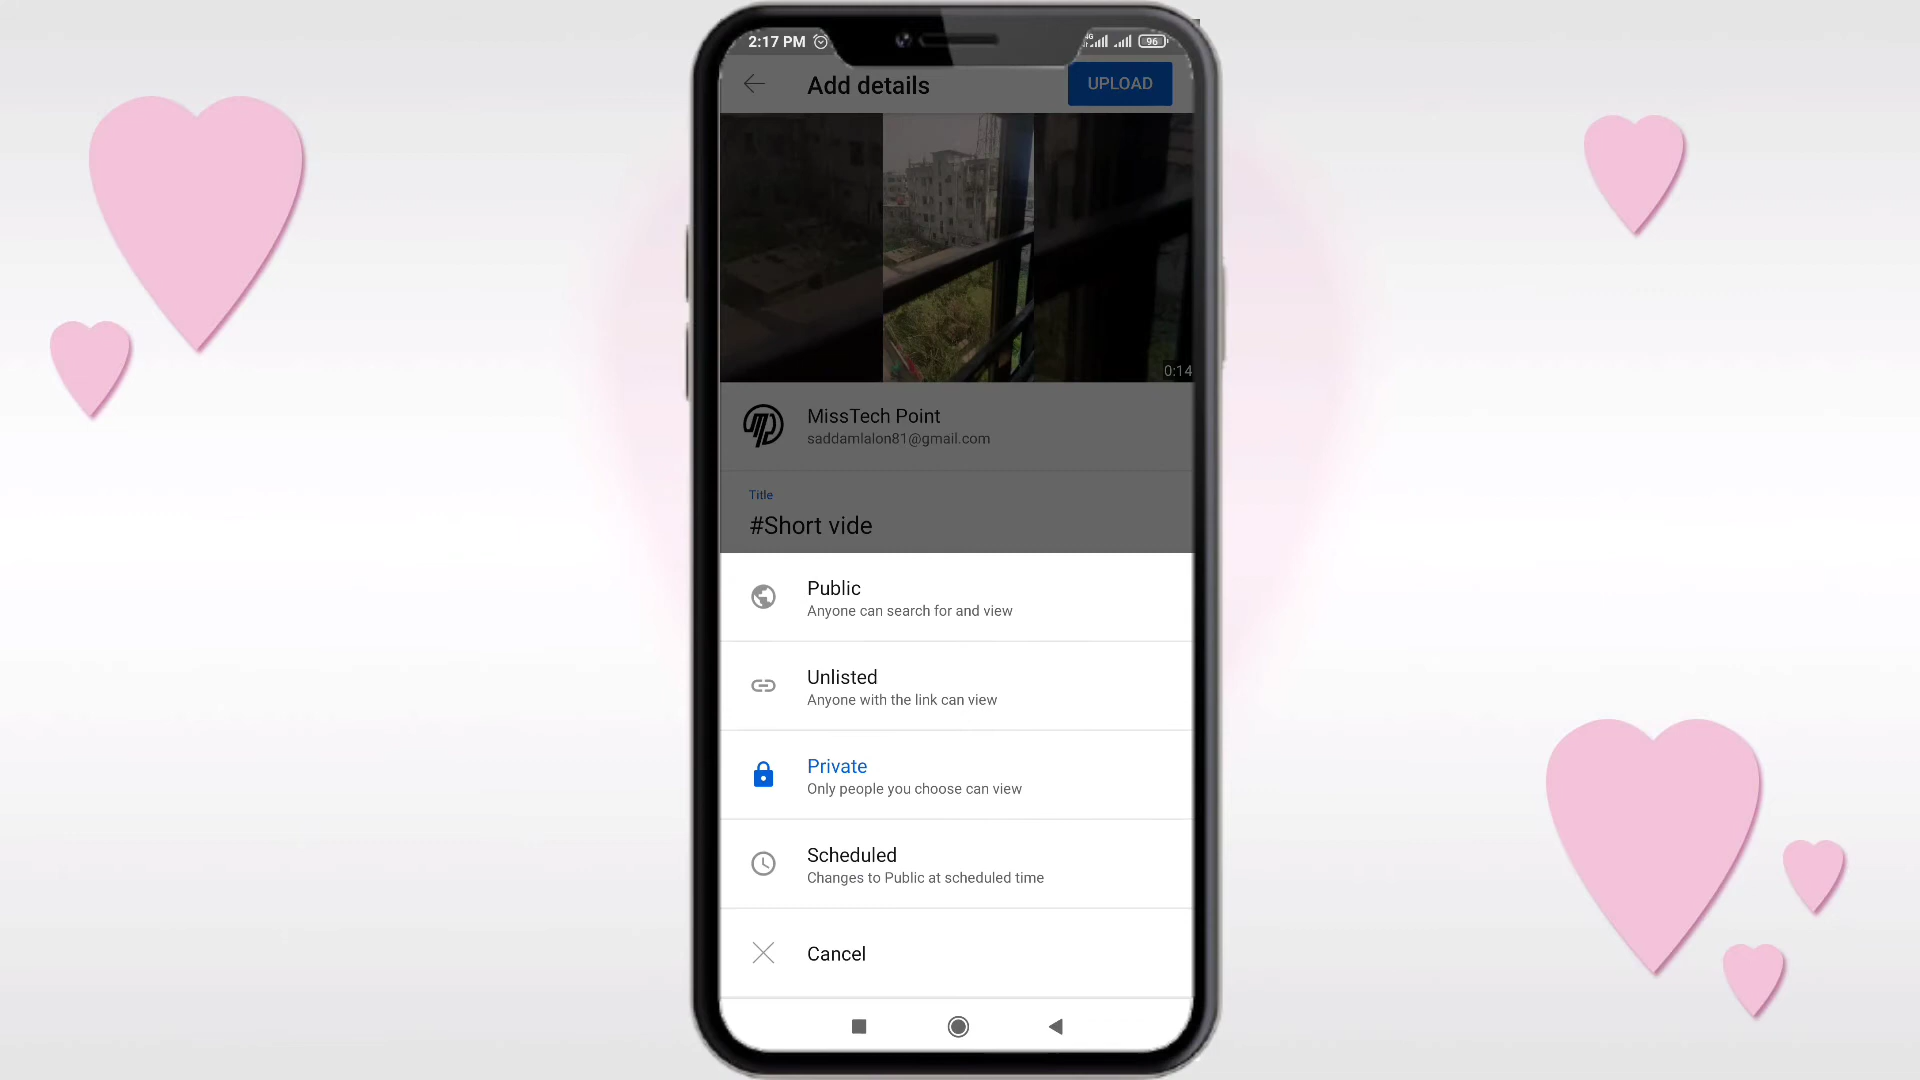 2:17 PM
4G
96
Add details
UPLOAD
0:14
MissTech Point
saddamlalon81@gmail.com
Title
#Short vide
Public
Anyone can search for and view
Unlisted
Anyone with the link can view
Private
Only people you choose can view
Scheduled
Changes to Public at scheduled time
Cancel